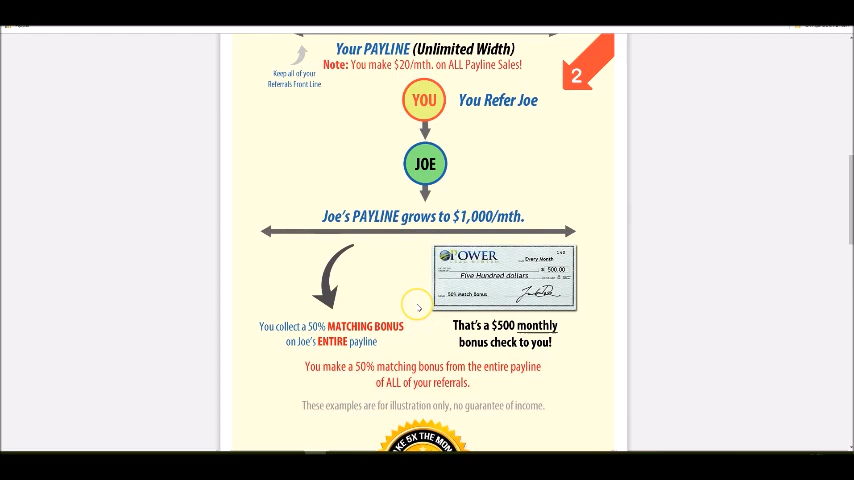 Your PAYLINE (Unlimited Width)
Note: You make $20/mth. on ALL Payline Sales!
Keep all of your
Referrals Front Line
2
YOU
You Refer Joe
JOE
Joe's PAYLINE grows to $1,000/mth.
POWER
Every Month
$ 500.00
Five Hundred dollars
50% match Bonus
You collect a 50% MATCHING BONUS
on Joe's ENTIRE payline
That's a $500 monthly
bonus check to you!
You make a 50% matching bonus from the entire payline
of ALL of your referrals.
These examples are for illustration only, no guarantee of income.
5X THE